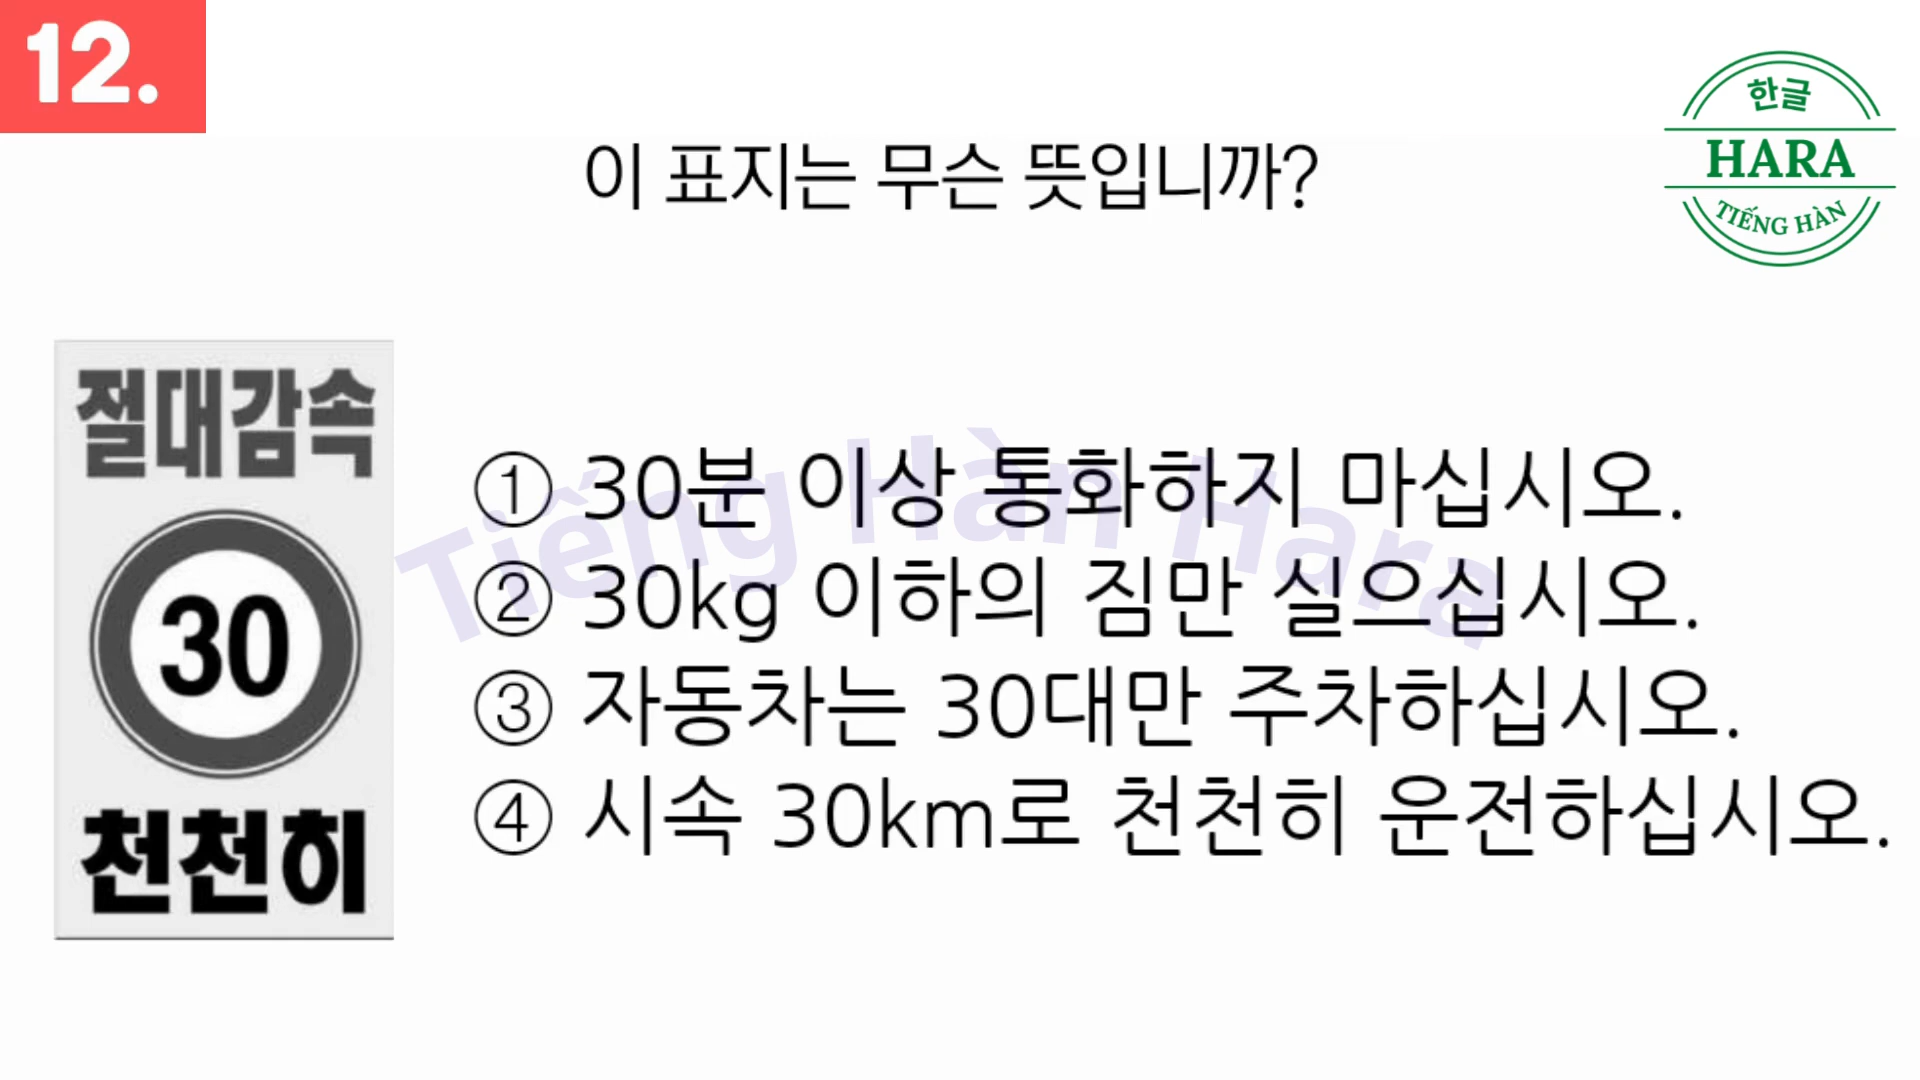 12.
한글
HARA
TIẾNG HÀN
이 표지는 무슨 뜻입니까?
절대감속
30
천천히
① 30분 이상 통화하지 마십시오.
② 30kg 이하의 짐만 실으십시오.
③ 자동차는 30대만 주차하십시오.
④ 시속 30km로 천천히 운전하십시오.
Tiếng Hàn Hara